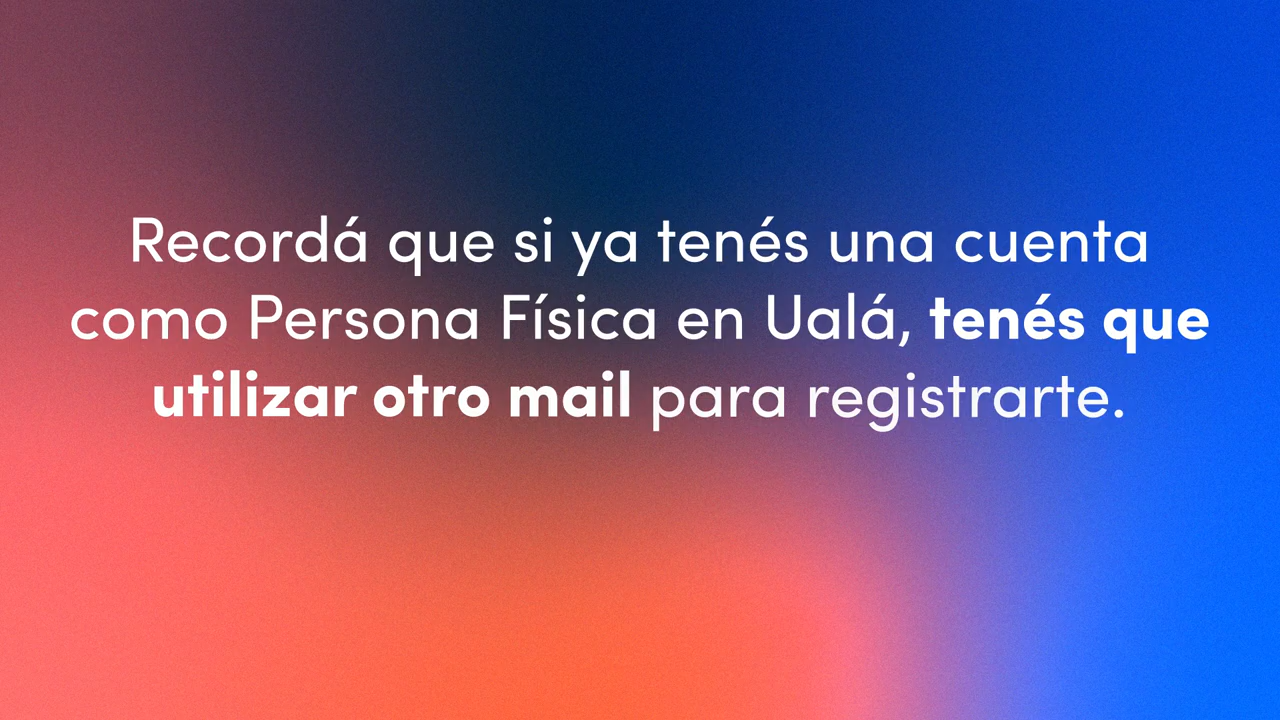 Recordá que si ya tenés una cuenta
como Persona Física en Ualá, tenés que
utilizar otro mail para registrarte.